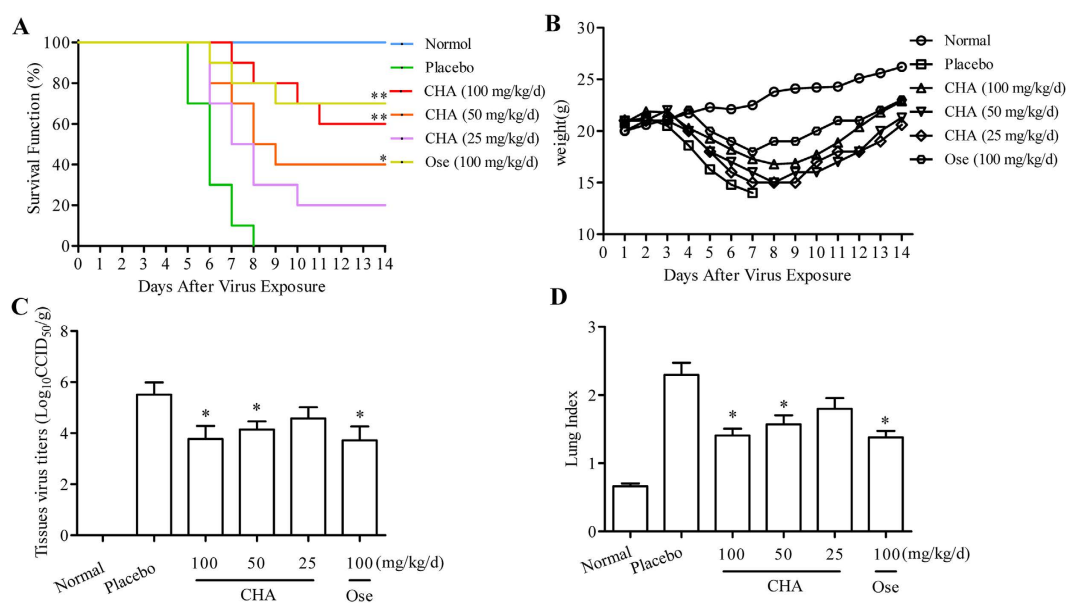 A
Survival Function (%)
100
80
60
40
20
0
0 1 2 3 4 5 6 7 8 9 10 11 12 13 14
Days After Virus Exposure
**
**
*
Normol
Placebo
CHA (100 mg/kg/d)
CHA (50 mg/kg/d)
CHA (25 mg/kg/d)
Ose (100 mg/kg/d)
B
weight(g)
30
25
20
15
10
0 1 2 3 4 5 6 7 8 9 10 11 12 13 14
Days After Virus Exposure
Normal
Placebo
CHA (100 mg/kg/d)
CHA (50 mg/kg/d)
CHA (25 mg/kg/d)
Ose (100 mg/kg/d)
C
Tissues virus titers (Log10CCID50/g)
8
6
4
2
0
* * *
Normal Placebo 100 50 25 100 (mg/kg/d)
CHA Ose
D
Lung Index
3
2
1
0
* * *
Normal Placebo 100 50 25 100 (mg/kg/d)
CHA Ose